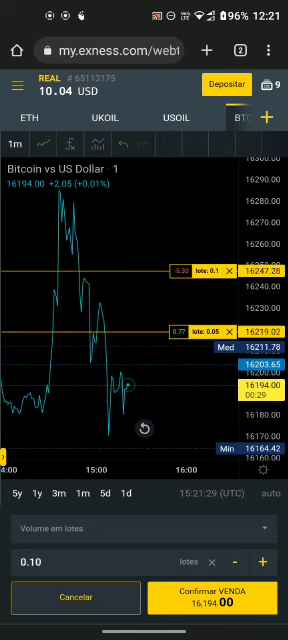 96% 12:21
my.exness.com/webt
2
REAL # 65113175
10.04 USD
Depositar
9
ETH UKOIL USOIL BTC
1m
Bitcoin vs US Dollar · 1
16194.00 +2.05 (+0.01%)
16300.00
16290.00
16280.00
16270.00
16260.00
-5.33 lote: 0.1 × 16247.28
16240.00
16230.00
0.77 lote: 0.05 × 16219.02
Med 16211.78
16203.65
16200.00
16194.00
00:29
16180.00
16170.00
Min 16164.42
16160.00
4:00 15:00 16:00
5y 1y 3m 1m 5d 1d 15:21:29 (UTC) auto
Volume em lotes
0.10 lotes × - +
Cancelar
Confirmar VENDA
16,194.00